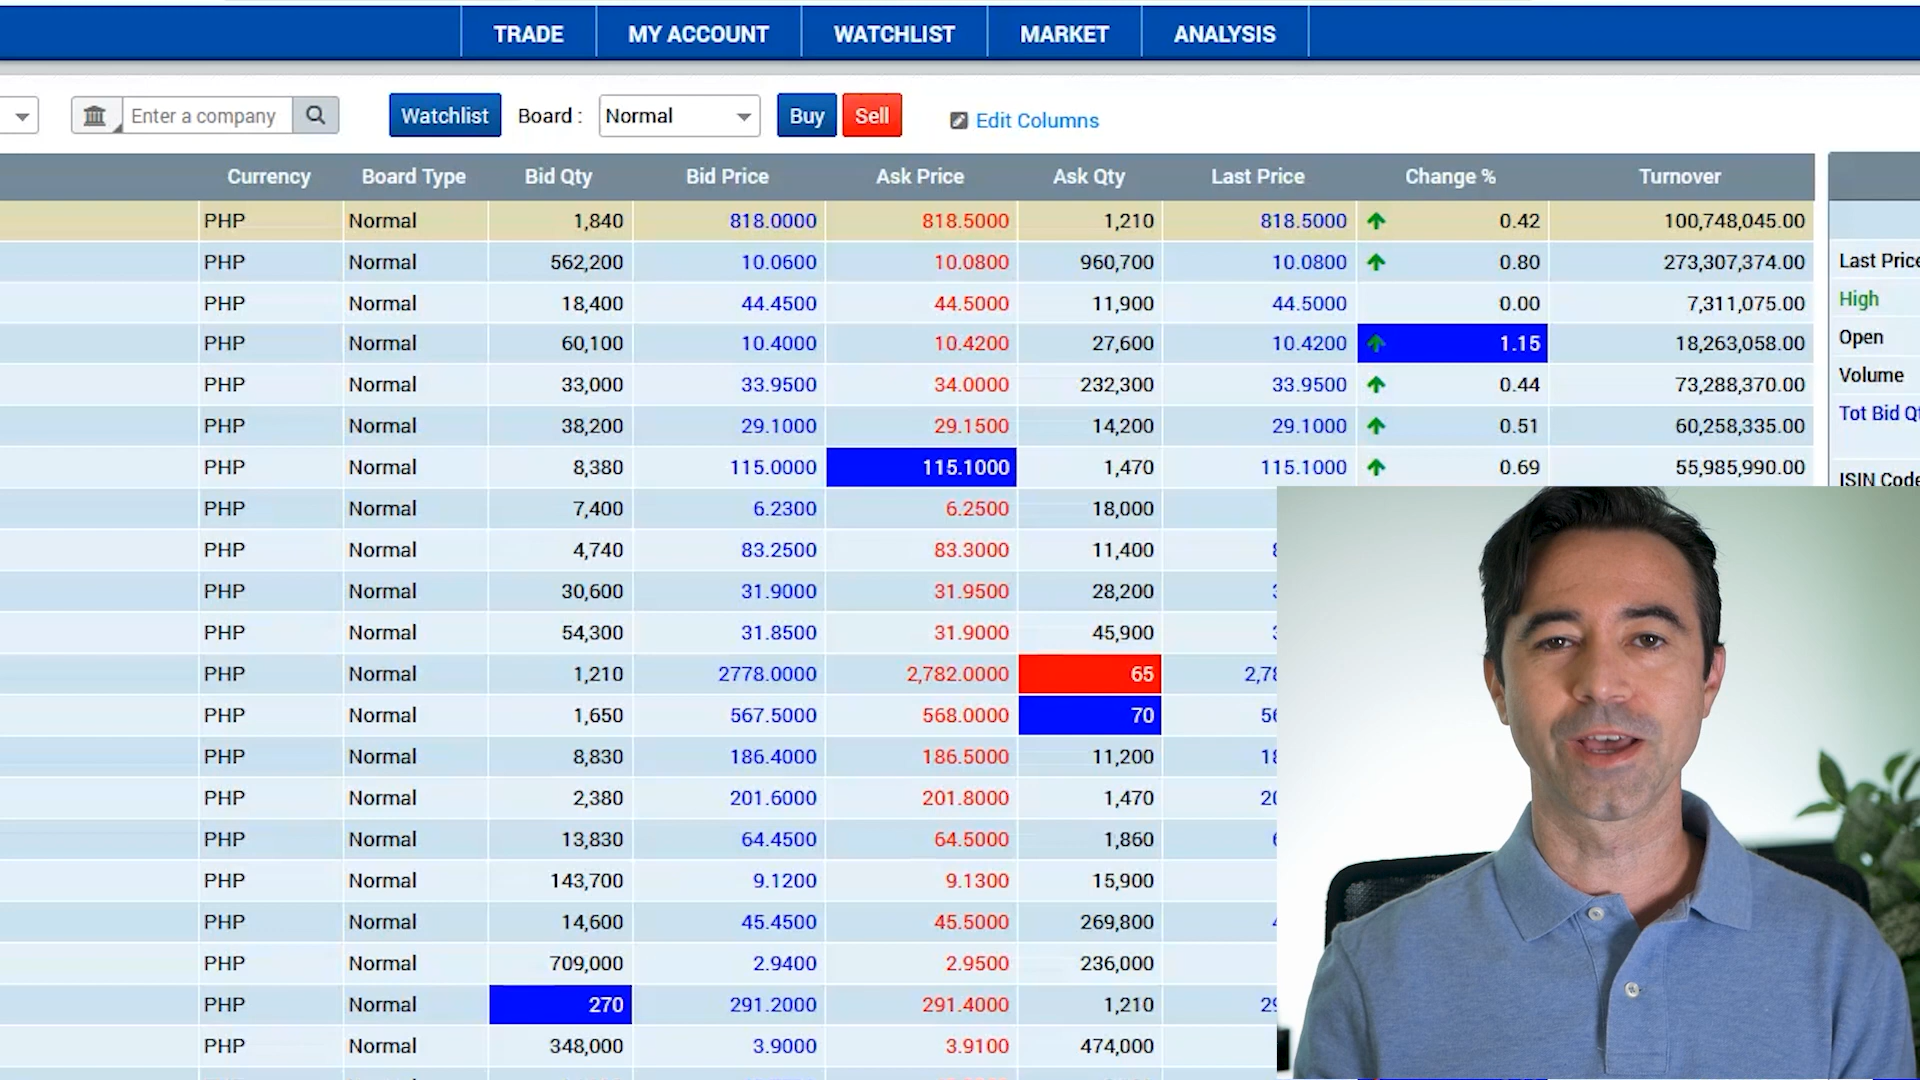 TRADE MY ACCOUNT WATCHLIST MARKET ANALYSIS
Enter a company Watchlist Board : Normal Buy Sell Edit Columns
Currency Board Type Bid Qty Bid Price Ask Price Ask Qty Last Price Change % Turnover
PHP Normal 1,840 818.0000 818.5000 1,210 818.5000 0.42 100,748,045.00
PHP Normal 562,200 10.0600 10.0800 960,700 10.0800 0.80 273,307,374.00 Last Price
PHP Normal 18,400 44.4500 44.5000 11,900 44.5000 0.00 7,311,075.00 High
PHP Normal 60,100 10.4000 10.4200 27,600 10.4200 1.15 18,263,058.00 Open
PHP Normal 33,000 33.9500 34.0000 232,300 33.9500 0.44 73,288,370.00 Volume
PHP Normal 38,200 29.1000 29.1500 14,200 29.1000 0.51 60,258,335.00 Tot Bid Qt
PHP Normal 8,380 115.0000 115.1000 1,470 115.1000 0.69 55,985,990.00 ISIN Code
PHP Normal 7,400 6.2300 6.2500 18,000
PHP Normal 4,740 83.2500 83.3000 11,400
PHP Normal 30,600 31.9000 31.9500 28,200
PHP Normal 54,300 31.8500 31.9000 45,900
PHP Normal 1,210 2778.0000 2,782.0000 65 2,78
PHP Normal 1,650 567.5000 568.0000 70 56
PHP Normal 8,830 186.4000 186.5000 11,200 18
PHP Normal 2,380 201.6000 201.8000 1,470 20
PHP Normal 13,830 64.4500 64.5000 1,860
PHP Normal 143,700 9.1200 9.1300 15,900
PHP Normal 14,600 45.4500 45.5000 269,800
PHP Normal 709,000 2.9400 2.9500 236,000
PHP Normal 270 291.2000 291.4000 1,210 29
PHP Normal 348,000 3.9000 3.9100 474,000